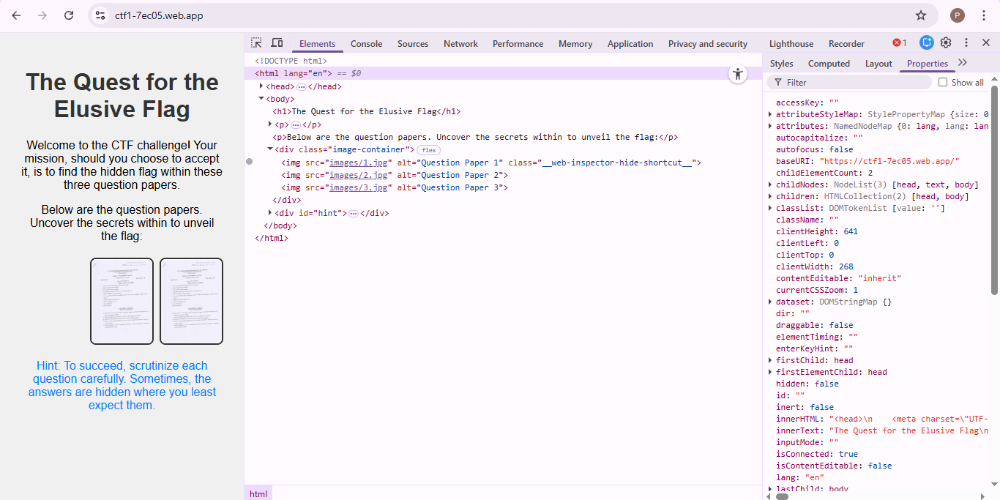 ctf1-7ec05.web.app
P
The Quest for the
Elusive Flag
Welcome to the CTF challenge! Your
mission, should you choose to accept
it, is to find the hidden flag within these
three question papers.
Below are the question papers.
Uncover the secrets within to unveil
the flag:
Hint: To succeed, scrutinize each
question carefully. Sometimes, the
answers are hidden where you least
expect them.
Elements Console Sources Network Performance Memory Application Privacy and security Lighthouse Recorder 1
<!DOCTYPE html>
<html lang="en"> == $0
<head> ⋯ </head>
<body>
<h1>The Quest for the Elusive Flag</h1>
<p> ⋯ </p>
<p>Below are the question papers. Uncover the secrets within to unveil the flag:</p>
<div class="image-container"> flex
<img src="images/1.jpg" alt="Question Paper 1" class="__web-inspector-hide-shortcut__">
<img src="images/2.jpg" alt="Question Paper 2">
<img src="images/3.jpg" alt="Question Paper 3">
</div>
<div id="hint"> ⋯ </div>
</body>
</html>
html
Styles Computed Layout Properties
Filter Show all
accessKey: ""
attributeStyleMap: StylePropertyMap {size: 0
attributes: NamedNodeMap {0: lang, lang: lan
autocapitalize: ""
autofocus: false
baseURI: "https://ctf1-7ec05.web.app/"
childElementCount: 2
childNodes: NodeList(3) [head, text, body]
children: HTMLCollection(2) [head, body]
classList: DOMTokenList [value: '']
className: ""
clientHeight: 641
clientLeft: 0
clientTop: 0
clientWidth: 268
contentEditable: "inherit"
currentCSSZoom: 1
dataset: DOMStringMap {}
dir: ""
draggable: false
elementTiming: ""
enterKeyHint: ""
firstChild: head
firstElementChild: head
hidden: false
id: ""
inert: false
innerHTML: "<head>\n <meta charset=\"UTF-
innerText: "The Quest for the Elusive Flag\n
inputMode: ""
isConnected: true
isContentEditable: false
lang: "en"
lastChild: body